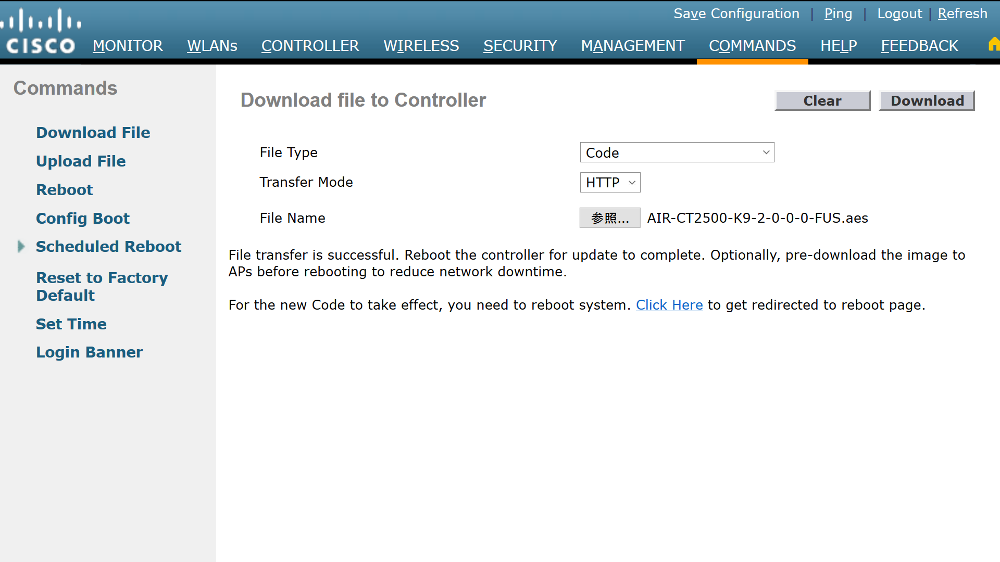 Save Configuration | Ping | Logout | Refresh
CISCO MONITOR WLANs CONTROLLER WIRELESS SECURITY MANAGEMENT COMMANDS HELP FEEDBACK
Commands
Download File
Upload File
Reboot
Config Boot
Scheduled Reboot
Reset to Factory
Default
Set Time
Login Banner
Download file to Controller
Clear Download
File Type Code
Transfer Mode HTTP
File Name 参照... AIR-CT2500-K9-2-0-0-0-FUS.aes
File transfer is successful. Reboot the controller for update to complete. Optionally, pre-download the image to
APs before rebooting to reduce network downtime.
For the new Code to take effect, you need to reboot system. Click Here to get redirected to reboot page.